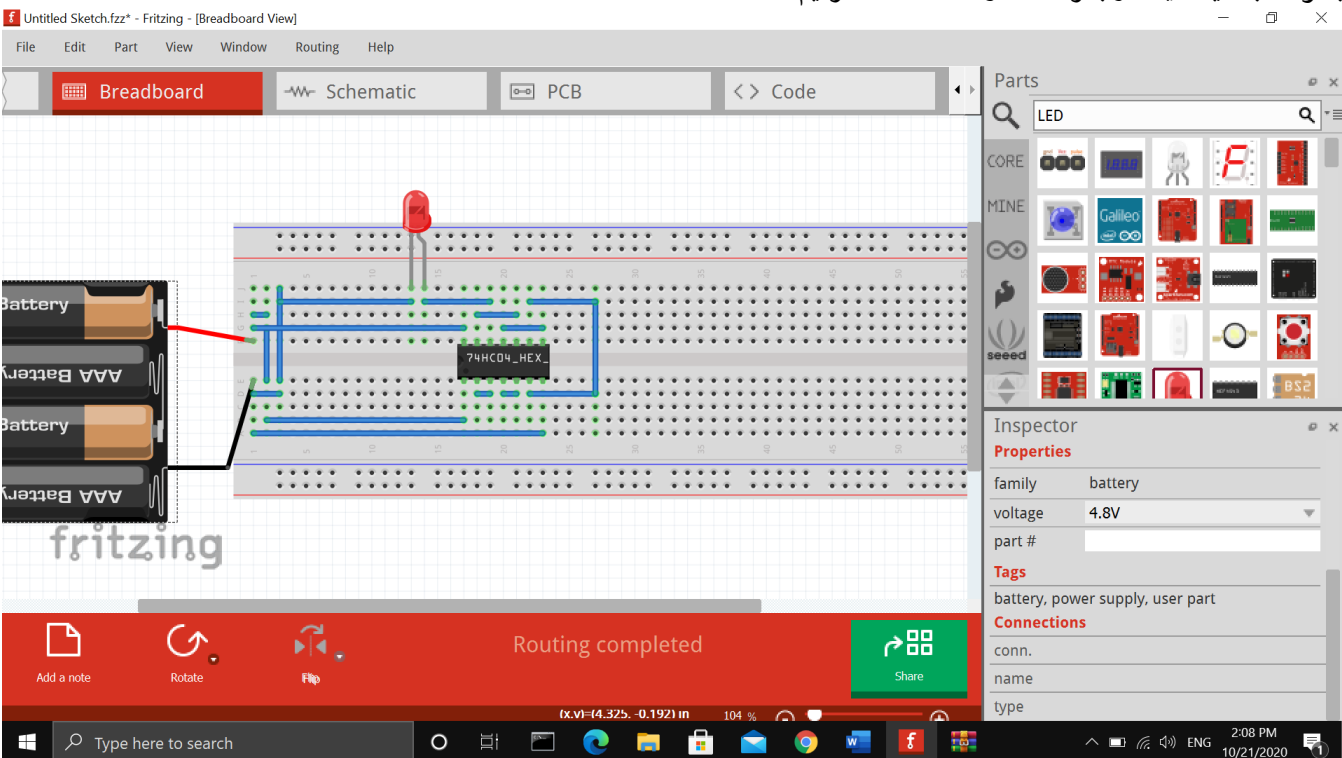 Untitled Sketch.fzz* - Fritzing - [Breadboard View]
File Edit Part View Window Routing Help
Breadboard
Schematic
PCB
Code
Parts
LED
CORE
MINE
Galileo
seeed
Battery
AAA Battery
Battery
AAA Battery
74HC04_HEX_
fritzing
Inspector
Properties
family battery
voltage 4.8V
part #
Tags
battery, power supply, user part
Connections
conn.
name
type
Add a note
Rotate
Flip
Routing completed
Share
(x,y)=(4.325, -0.192) in
104 %
Type here to search
ENG
2:08 PM
10/21/2020
1